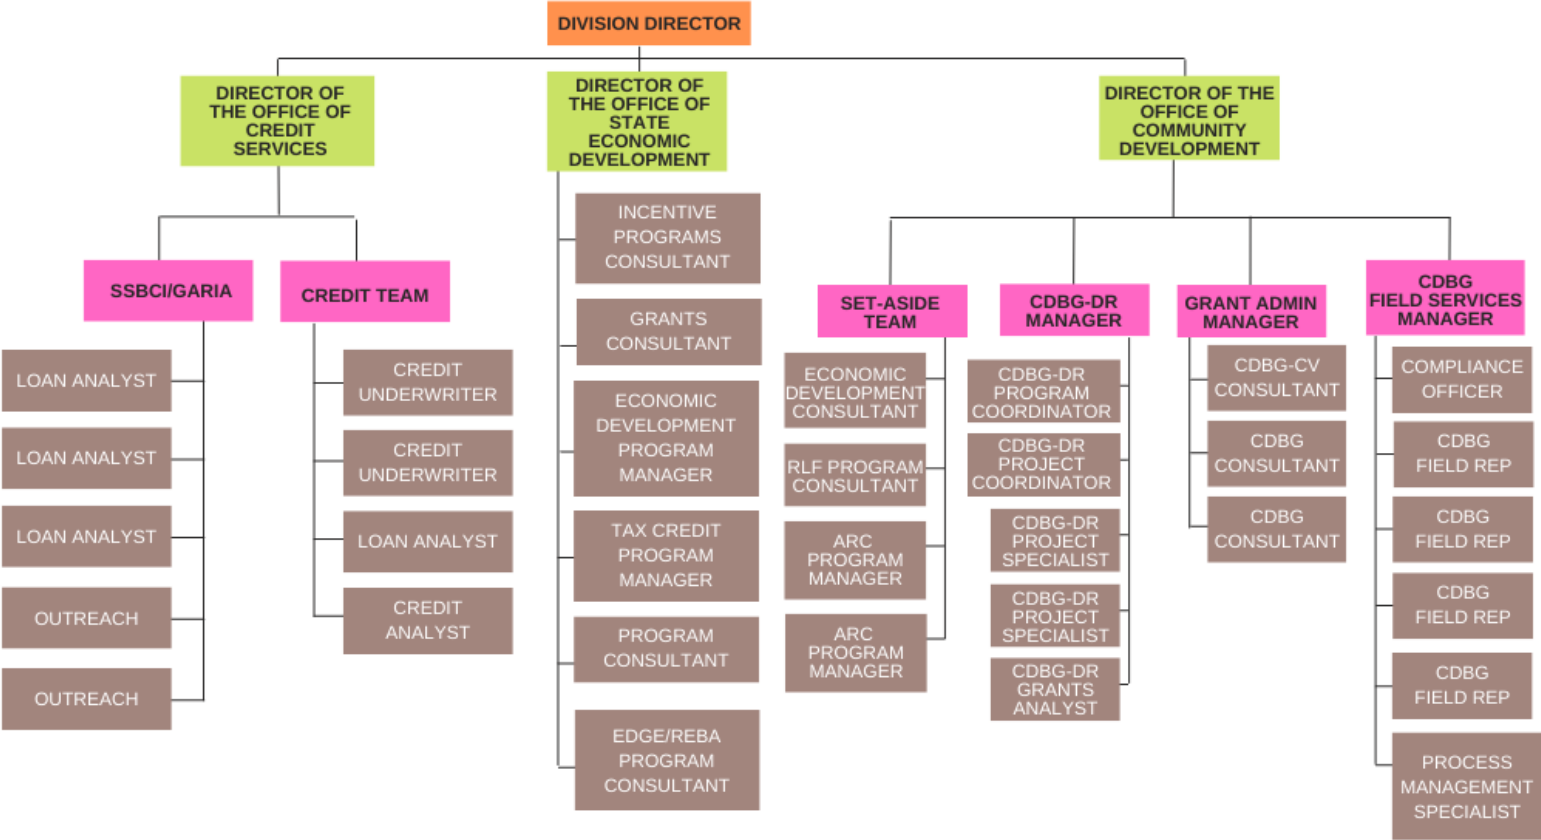 DIVISION DIRECTOR
DIRECTOR OF
THE OFFICE OF
CREDIT
SERVICES
DIRECTOR OF
THE OFFICE OF
STATE
ECONOMIC
DEVELOPMENT
DIRECTOR OF THE
OFFICE OF
COMMUNITY
DEVELOPMENT
SSBCI/GARIA
LOAN ANALYST
LOAN ANALYST
LOAN ANALYST
OUTREACH
OUTREACH
CREDIT TEAM
CREDIT
UNDERWRITER
CREDIT
UNDERWRITER
LOAN ANALYST
CREDIT
ANALYST
INCENTIVE
PROGRAMS
CONSULTANT
GRANTS
CONSULTANT
ECONOMIC
DEVELOPMENT
PROGRAM
MANAGER
TAX CREDIT
PROGRAM
MANAGER
PROGRAM
CONSULTANT
EDGE/REBA
PROGRAM
CONSULTANT
SET-ASIDE
TEAM
ECONOMIC
DEVELOPMENT
CONSULTANT
RLF PROGRAM
CONSULTANT
ARC
PROGRAM
MANAGER
ARC
PROGRAM
MANAGER
CDBG-DR
MANAGER
CDBG-DR
PROGRAM
COORDINATOR
CDBG-DR
PROJECT
COORDINATOR
CDBG-DR
PROJECT
SPECIALIST
CDBG-DR
PROJECT
SPECIALIST
CDBG-DR
GRANTS
ANALYST
GRANT ADMIN
MANAGER
CDBG-CV
CONSULTANT
CDBG
CONSULTANT
CDBG
CONSULTANT
CDBG
FIELD SERVICES
MANAGER
COMPLIANCE
OFFICER
CDBG
FIELD REP
CDBG
FIELD REP
CDBG
FIELD REP
CDBG
FIELD REP
PROCESS
MANAGEMENT
SPECIALIST